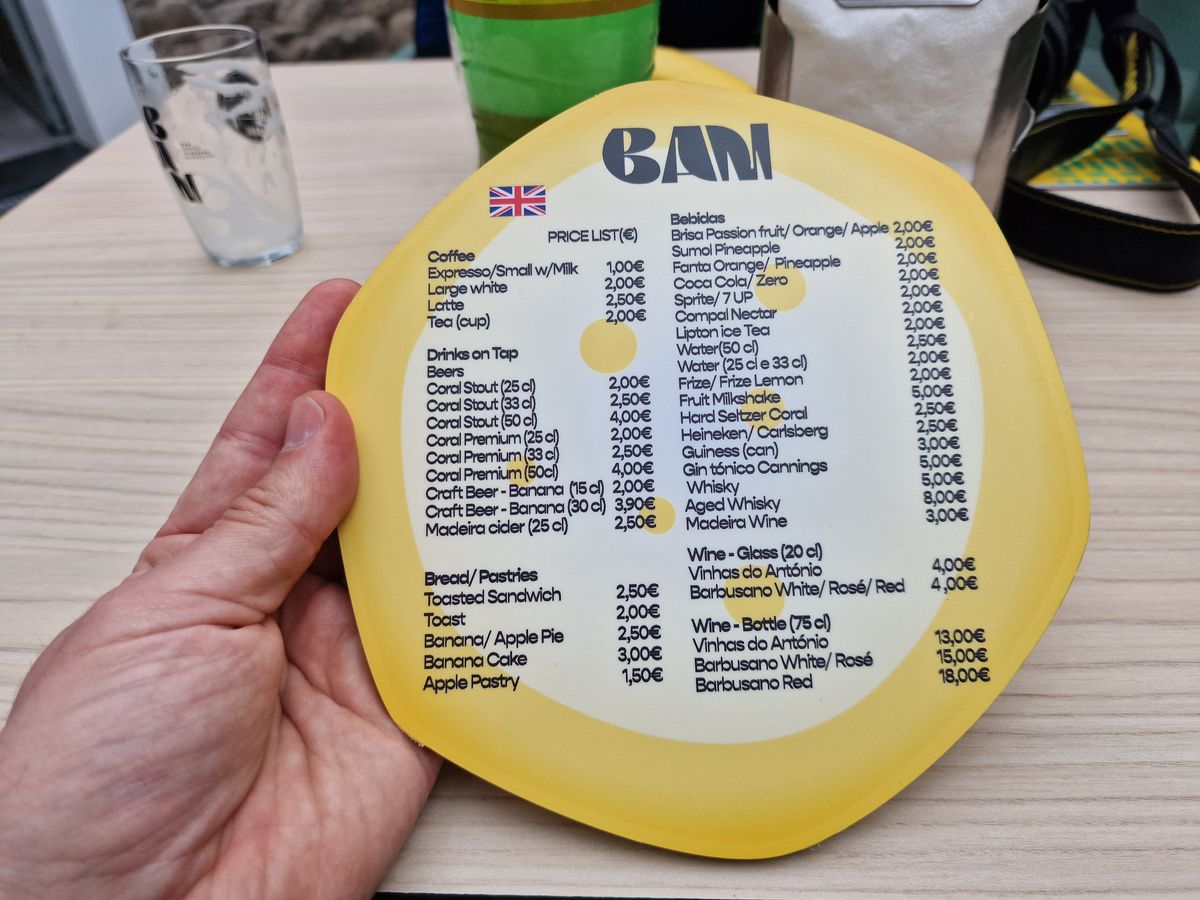 BAM
BAM
PRICE LIST(€)
Coffee
Expresso/Small w/Milk 1,00€
Large white 2,00€
Latte 2,50€
Tea (cup) 2,00€
Drinks on Tap
Beers
Coral Stout (25 cl) 2,00€
Coral Stout (33 cl) 2,50€
Coral Stout (50 cl) 4,00€
Coral Premium (25 cl) 2,00€
Coral Premium (33 cl) 2,50€
Coral Premium (50cl) 4,00€
Craft Beer - Banana (15 cl) 2,00€
Craft Beer - Banana (30 cl) 3,90€
Madeira cider (25 cl) 2,50€
Bread/ Pastries
Toasted Sandwich 2,50€
Toast 2,00€
Banana/ Apple Pie 2,50€
Banana Cake 3,00€
Apple Pastry 1,50€
Bebidas
Brisa Passion fruit/ Orange/ Apple 2,00€
Sumol Pineapple 2,00€
Fanta Orange/ Pineapple 2,00€
Coca Cola/ Zero 2,00€
Sprite/ 7 UP 2,00€
Compal Nectar 2,00€
Lipton ice Tea 2,00€
Water(50 cl) 2,50€
Water (25 cl e 33 cl) 2,00€
Frize/ Frize Lemon 2,00€
Fruit Milkshake 5,00€
Hard Seltzer Coral 2,50€
Heineken/ Carlsberg 2,50€
Guiness (can) 3,00€
Gin tónico Cannings 5,00€
Whisky 5,00€
Aged Whisky 8,00€
Madeira Wine 3,00€
Wine - Glass (20 cl)
Vinhas do António 4,00€
Barbusano White/ Rosé/ Red 4,00€
Wine - Bottle (75 cl)
Vinhas do António 13,00€
Barbusano White/ Rosé 15,00€
Barbusano Red 18,00€